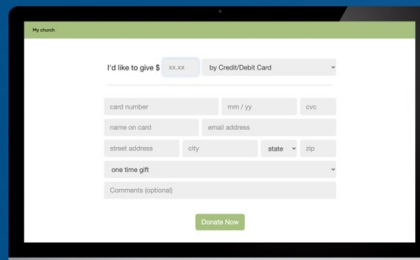 My church
I'd like to give $ xx.xx by Credit/Debit Card
card number mm / yy cvc
name on card email address
street address city state zip
one time gift
Comments (optional)
Donate Now